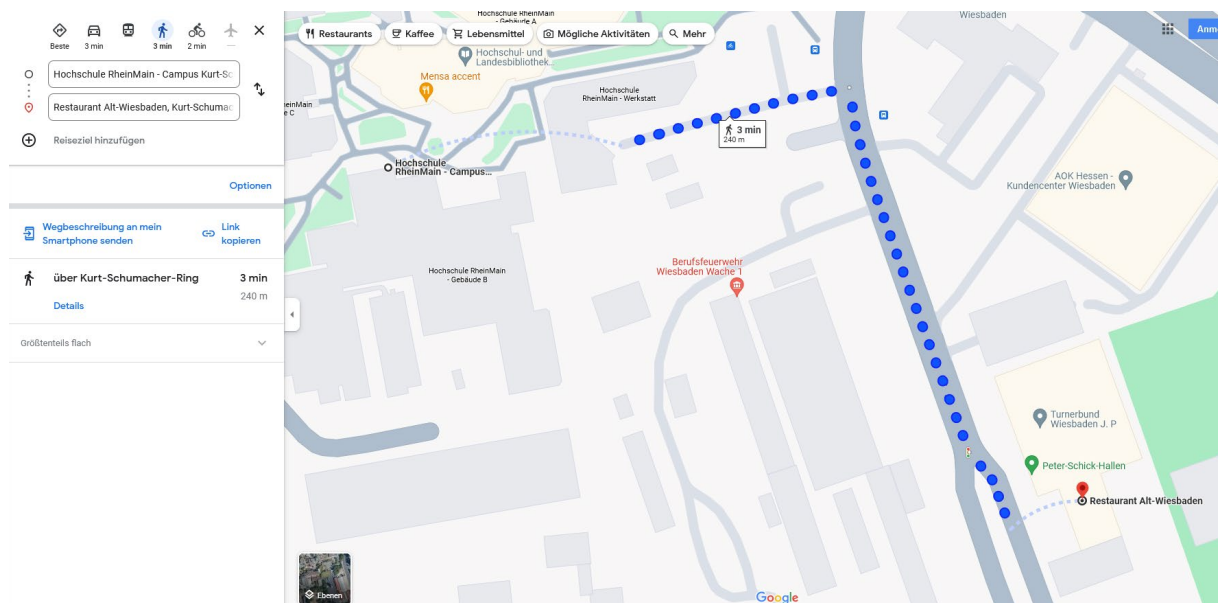 Beste
3 min
3 min
2 min
—
Hochschule RheinMain - Campus Kurt-Sc
Restaurant Alt-Wiesbaden, Kurt-Schumac
Reiseziel hinzufügen
Optionen
Wegbeschreibung an mein
Smartphone senden
Link
kopieren
über Kurt-Schumacher-Ring
3 min
240 m
Details
Größtenteils flach
Restaurants
Kaffee
Lebensmittel
Mögliche Aktivitäten
Mehr
Anm
Hochschule RheinMain
- Gebäude A
Wiesbaden
Hochschul- und
Landesbibliothek...
Mensa accent
Hochschule
RheinMain - Werkstatt
einMain
e C
3 min
240 m
Hochschule
RheinMain - Campus...
AOK Hessen -
Kundencenter Wiesbaden
Berufsfeuerwehr
Wiesbaden Wache 1
Hochschule RheinMain
- Gebäude B
Turnerbund
Wiesbaden J. P
Peter-Schick-Hallen
Restaurant Alt-Wiesbaden
Ebenen
Google